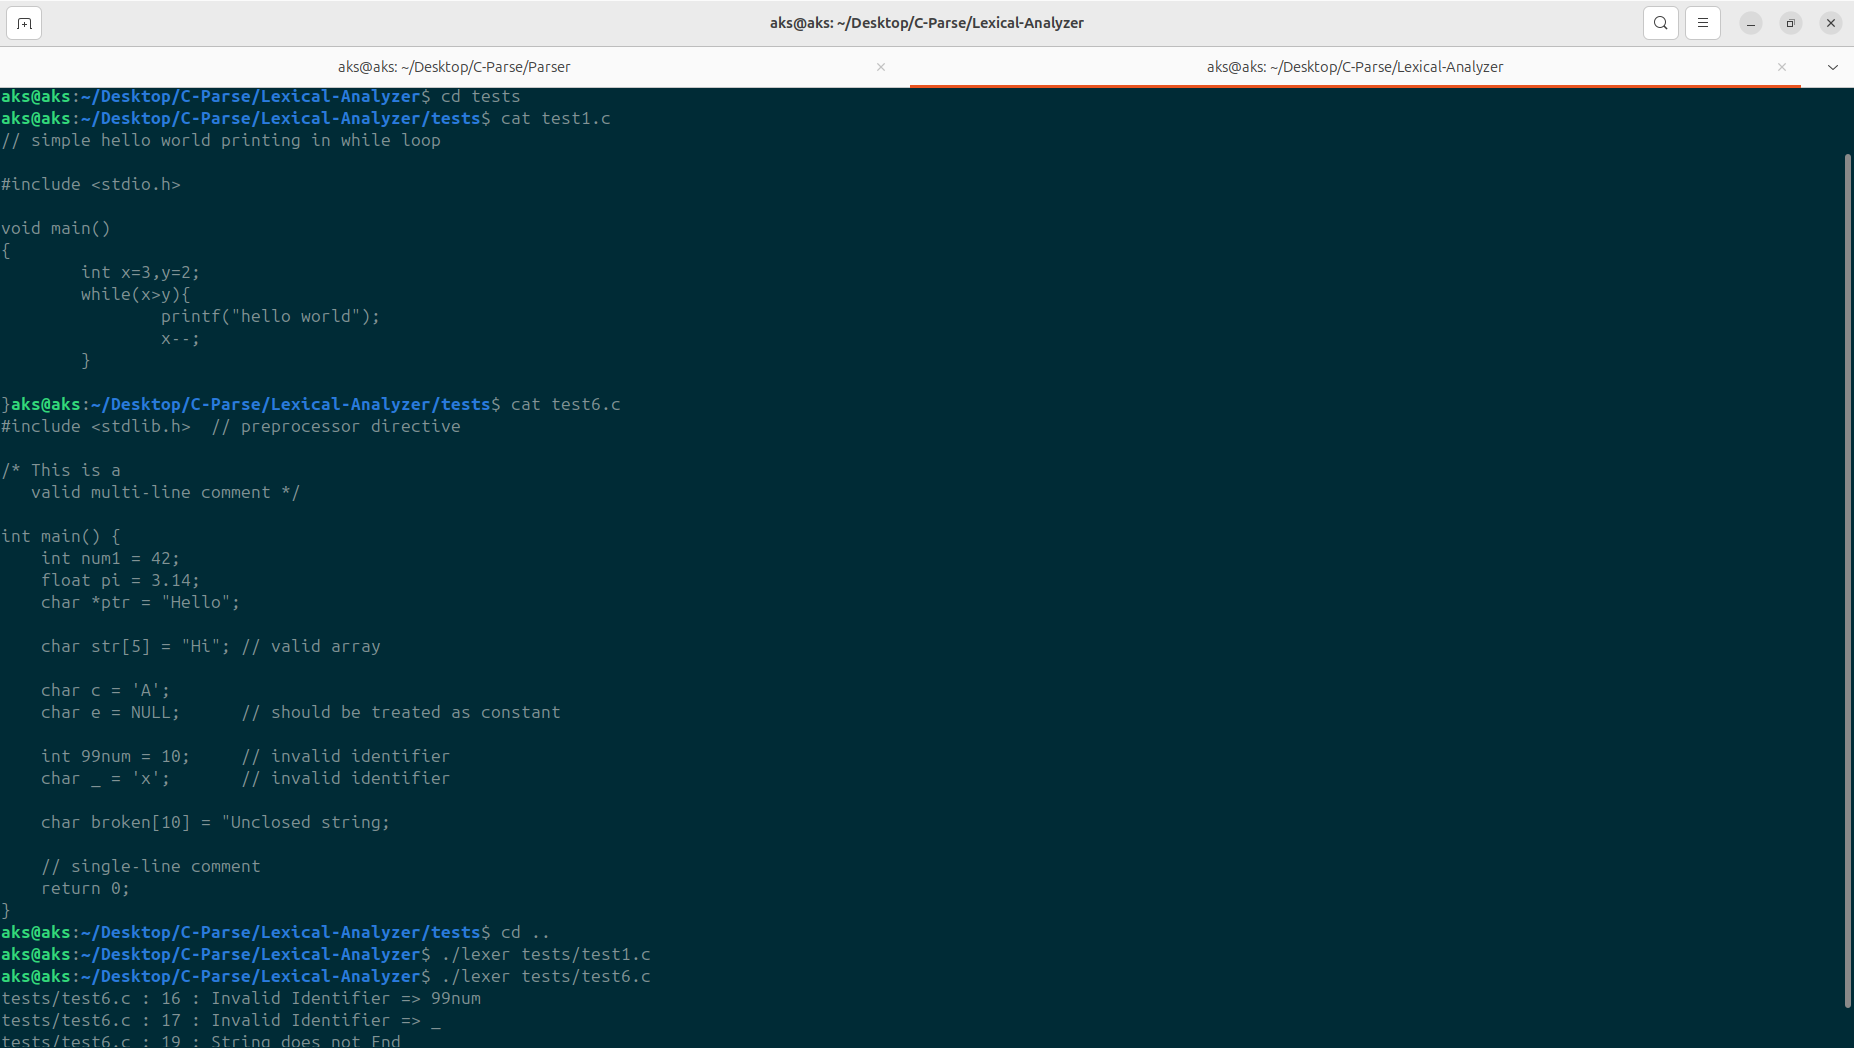 aks@aks: ~/Desktop/C-Parse/Lexical-Analyzer
aks@aks: ~/Desktop/C-Parse/Parser
aks@aks: ~/Desktop/C-Parse/Lexical-Analyzer
aks@aks:~/Desktop/C-Parse/Lexical-Analyzer$ cd tests
aks@aks:~/Desktop/C-Parse/Lexical-Analyzer/tests$ cat test1.c
// simple hello world printing in while loop
#include <stdio.h>
void main()
{
        int x=3,y=2;
        while(x>y){
                printf("hello world");
                x--;
        }
}aks@aks:~/Desktop/C-Parse/Lexical-Analyzer/tests$ cat test6.c
#include <stdlib.h>  // preprocessor directive
/* This is a
   valid multi-line comment */
int main() {
    int num1 = 42;
    float pi = 3.14;
    char *ptr = "Hello";
    char str[5] = "Hi"; // valid array
    char c = 'A';
    char e = NULL;      // should be treated as constant
    int 99num = 10;     // invalid identifier
    char _ = 'x';       // invalid identifier
    char broken[10] = "Unclosed string;
    // single-line comment
    return 0;
}
aks@aks:~/Desktop/C-Parse/Lexical-Analyzer/tests$ cd ..
aks@aks:~/Desktop/C-Parse/Lexical-Analyzer$ ./lexer tests/test1.c
aks@aks:~/Desktop/C-Parse/Lexical-Analyzer$ ./lexer tests/test6.c
tests/test6.c : 16 : Invalid Identifier => 99num
tests/test6.c : 17 : Invalid Identifier => _
tests/test6.c : 19 : String does not End